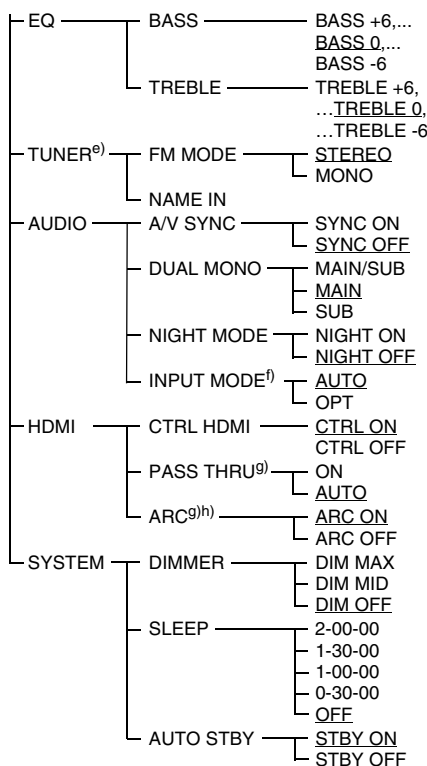 EQ BASS BASS +6,...
BASS 0,...
BASS -6
TREBLE TREBLE +6,
...TREBLE 0,
...TREBLE -6
TUNERe) FM MODE STEREO
MONO
NAME IN
AUDIO A/V SYNC SYNC ON
SYNC OFF
DUAL MONO MAIN/SUB
MAIN
SUB
NIGHT MODE NIGHT ON
NIGHT OFF
INPUT MODEf) AUTO
OPT
HDMI CTRL HDMI CTRL ON
CTRL OFF
PASS THRUg) ON
AUTO
ARCg)h) ARC ON
ARC OFF
SYSTEM DIMMER DIM MAX
DIM MID
DIM OFF
SLEEP 2-00-00
1-30-00
1-00-00
0-30-00
OFF
AUTO STBY STBY ON
STBY OFF